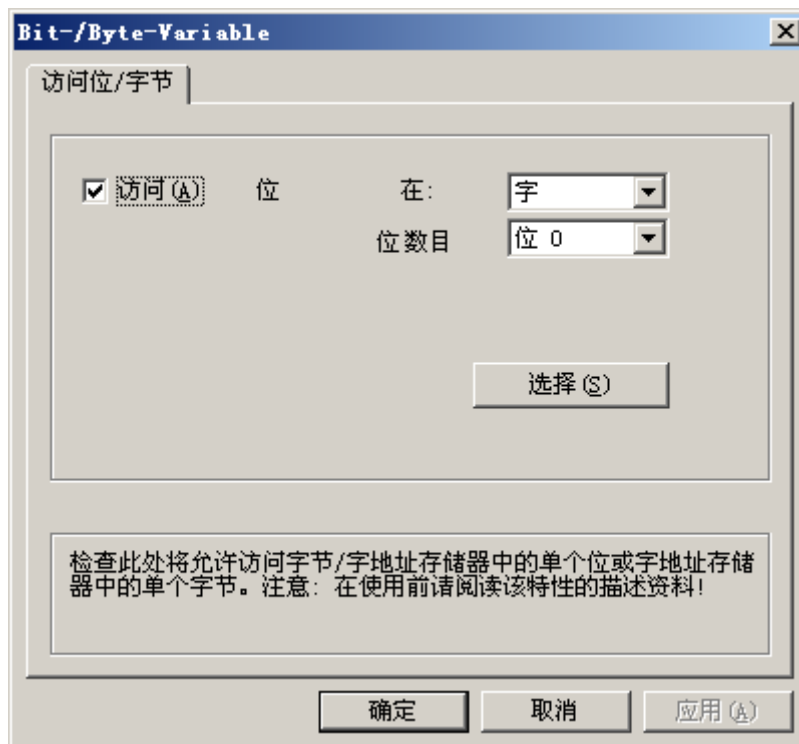 Bit-/Byte-Variable
访问位/字节
访问(A) 位 在: 字
位数目 位 0
选择(S)
检查此处将允许访问字节/字地址存储器中的单个位或字地址存储
器中的单个字节。注意: 在使用前请阅读该特性的描述资料!
确定 取消 应用(A)